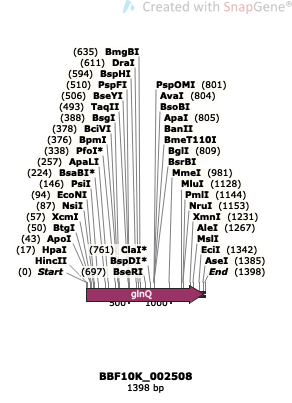 Created with SnapGene®
(635) BmgBI
(611) DraI
(594) BspHI
(510) PspFI PspOMI (801)
(506) BseYI AvaI (804)
(493) TaqII BsoBI
(388) BsgI ApaI (805)
(378) BciVI BanII
(376) BpmI BmeT110I
(338) PfoI* BglI (809)
(257) ApaLI BsrBI
(224) BsaBI* MmeI (981)
(146) PsiI MluI (1128)
(94) EcoNI PmlI (1144)
(87) NsiI NruI (1153)
(57) XcmI XmnI (1231)
(50) BtgI AleI (1267)
(43) ApoI MslI
(17) HpaI (761) ClaI* EciI (1342)
HincII BspDI* AseI (1385)
(0) Start (697) BseRI End (1398)
glnQ
500 1000
BBF10K_002508
1398 bp